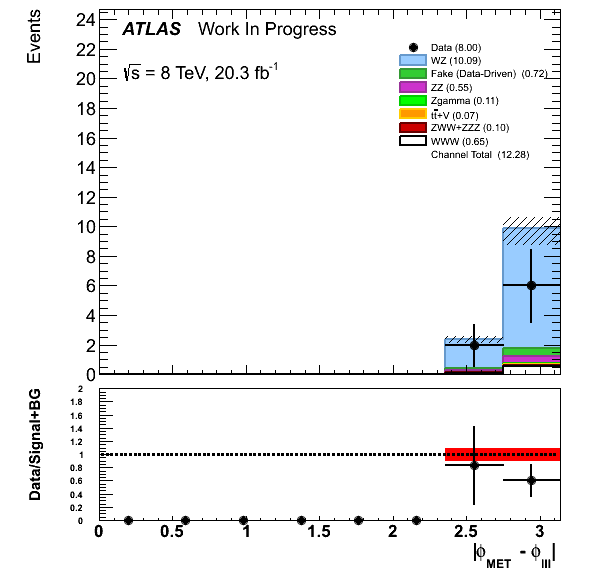 Events
ATLAS Work In Progress
√s = 8 TeV, 20.3 fb-1
Data (8.00)
WZ (10.09)
Fake (Data-Driven) (0.72)
ZZ (0.55)
Zgamma (0.11)
tt̄+V (0.07)
ZWW+ZZZ (0.10)
WWW (0.65)
Channel Total (12.28)
24
22
20
18
16
14
12
10
8
6
4
2
0
Data/Signal+BG
2
1.8
1.6
1.4
1.2
1
0.8
0.6
0.4
0.2
0
0 0.5 1 1.5 2 2.5 3
|ϕMET - ϕlll|